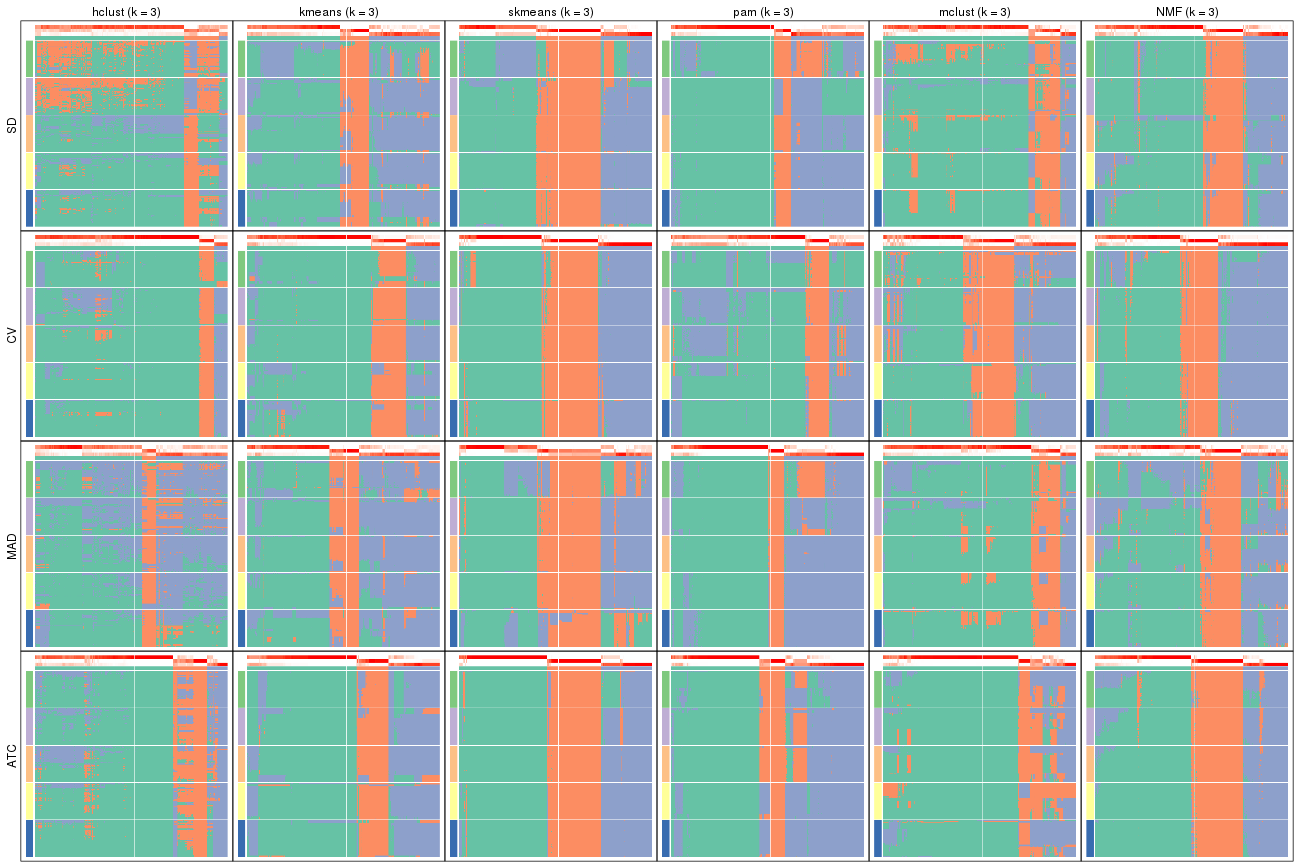 hclust (k = 3) kmeans (k = 3) skmeans (k = 3) pam (k = 3) mclust (k = 3) NMF (k = 3)
SD
CV
MAD
ATC